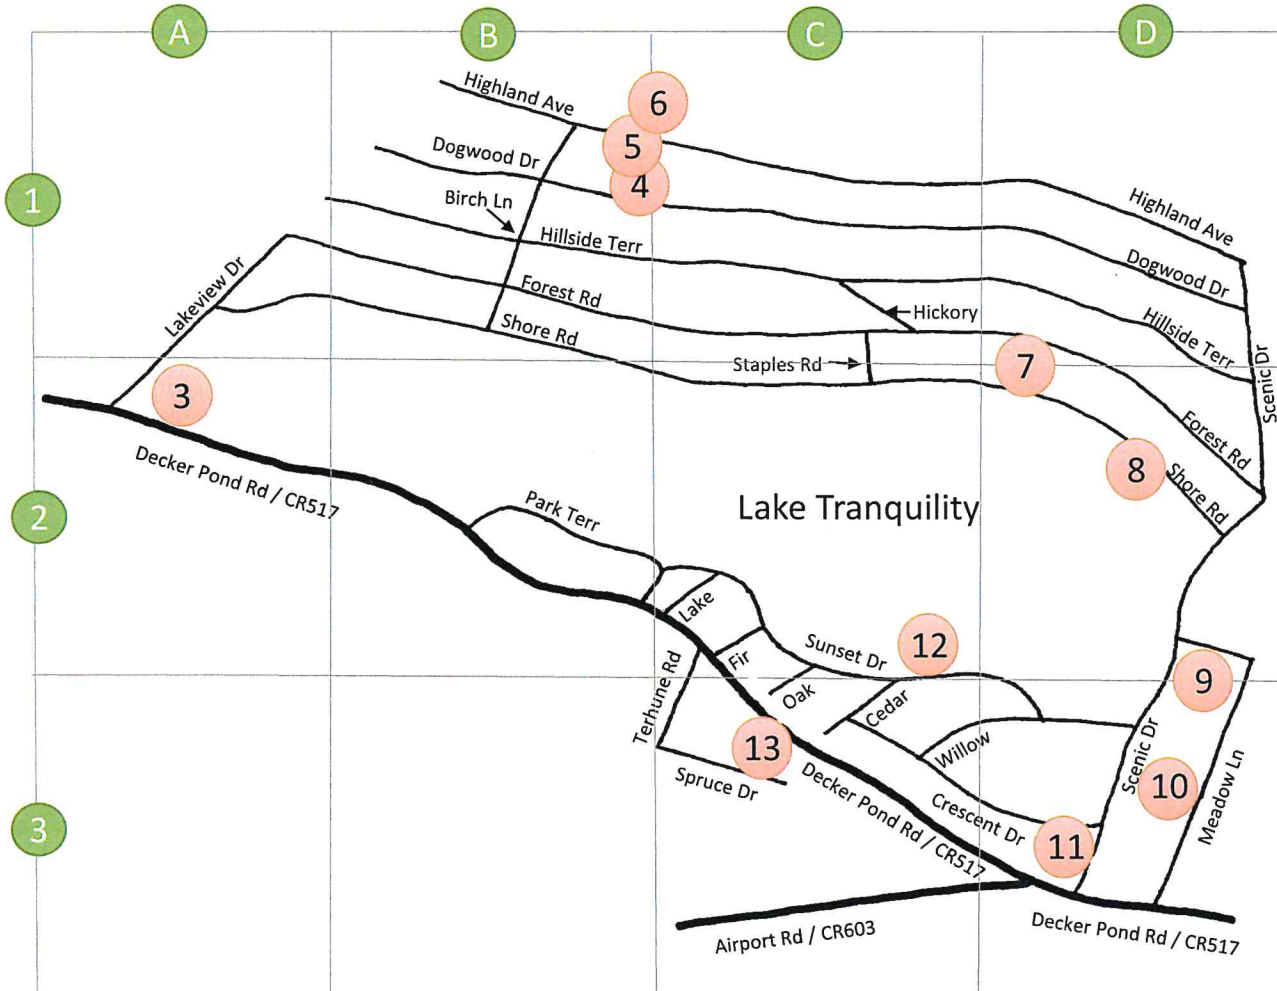 A
B
C
D
Highland Ave
6
5
Dogwood Dr
4
1
Birch Ln
Highland Ave
Hillside Terr
Lakeview Dr
Dogwood Dr
Forest Rd
Hickory
Shore Rd
Hillside Terr
Staples Rd
7
Scenic Dr
3
Forest Rd
Decker Pond Rd / CR517
8
Shore Rd
Park Terr
Lake Tranquility
2
Lake
Sunset Dr
12
Fir
9
Terhune Rd
Oak
Cedar
Willow
13
Scenic Dr
10
Spruce Dr
Decker Pond Rd / CR517
Meadow Ln
Crescent Dr
3
11
Airport Rd / CR603
Decker Pond Rd / CR517